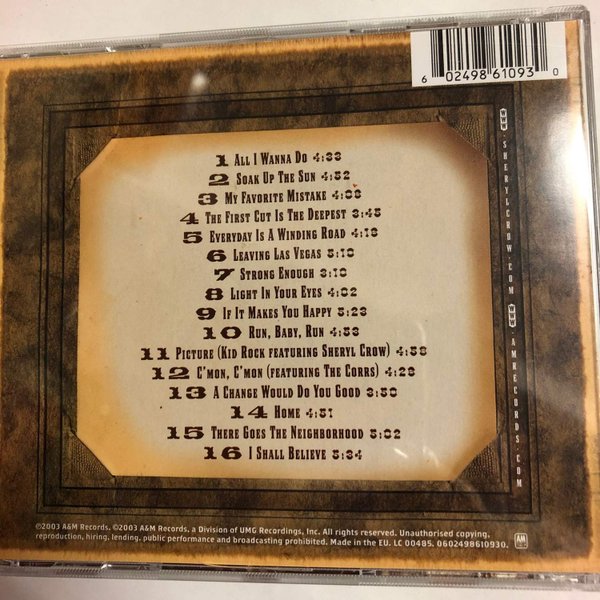 6 02498 61093 0
1 ALL I WANNA DO 4:33
2 SOAK UP THE SUN 4:52
3 MY FAVORITE MISTAKE 4:08
4 THE FIRST CUT IS THE DEEPEST 3:45
5 EVERYDAY IS A WINDING ROAD 4:18
6 LEAVING LAS VEGAS 5:10
7 STRONG ENOUGH 3:10
8 LIGHT IN YOUR EYES 4:02
9 IF IT MAKES YOU HAPPY 5:23
10 RUN, BABY, RUN 4:53
11 PICTURE (KID ROCK FEATURING SHERYL CROW) 4:58
12 C'MON, C'MON (FEATURING THE CORRS) 4:28
13 A CHANGE WOULD DO YOU GOOD 3:50
14 HOME 4:51
15 THERE GOES THE NEIGHBORHOOD 5:02
16 I SHALL BELIEVE 5:34
SHERYLCROW.COM
AMRECORDS.COM
℗2003 A&M Records. ©2003 A&M Records, a Division of UMG Recordings, Inc. All rights reserved. Unauthorised copying,
reproduction, hiring, lending, public performance and broadcasting prohibited. Made in the EU. LC 00485. 0602498610930.
AM